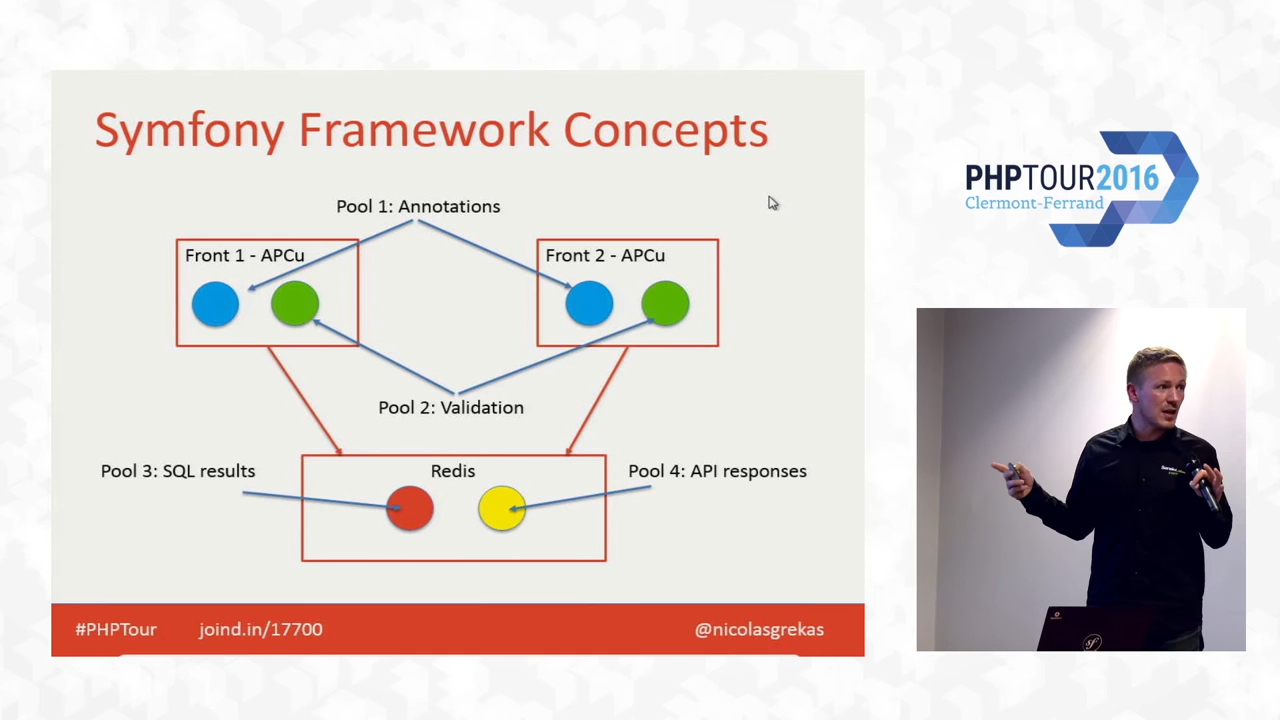 Symfony Framework Concepts
Pool 1: Annotations
Front 1 - APCu
Front 2 - APCu
Pool 2: Validation
Pool 3: SQL results
Redis
Pool 4: API responses
#PHPTour
joind.in/17700
@nicolasgrekas
PHPTOUR2016
Clermont-Ferrand
sf